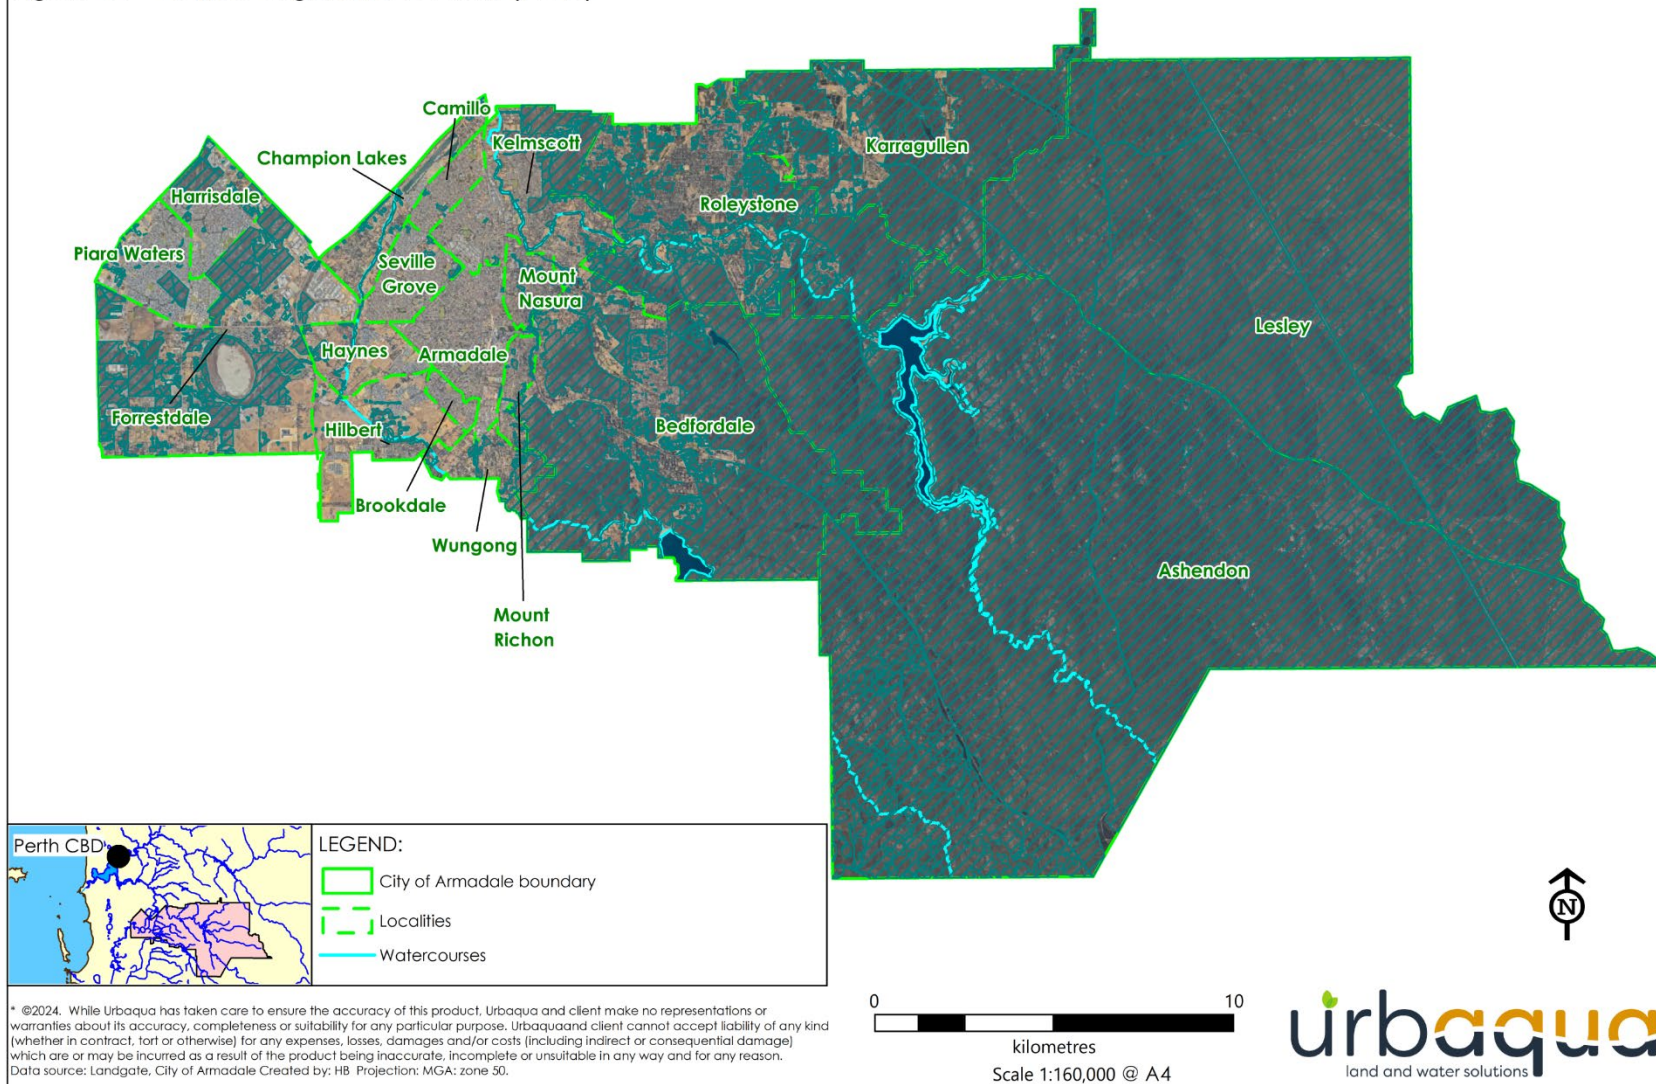 Camillo
Kelmscott
Champion Lakes
Karragullen
Harrisdale
Roleystone
Piara Waters
Seville
Grove
Mount
Nasura
Lesley
Haynes
Armadale
Forrestdale
Hilbert
Bedfordale
Brookdale
Wungong
Ashendon
Mount
Richon
Perth CBD
LEGEND:
City of Armadale boundary
Localities
Watercourses
N
* ©2024. While Urbaqua has taken care to ensure the accuracy of this product, Urbaqua and client make no representations or
warranties about its accuracy, completeness or suitability for any particular purpose. Urbaquaand client cannot accept liability of any kind
(whether in contract, tort or otherwise) for any expenses, losses, damages and/or costs (including indirect or consequential damage)
which are or may be incurred as a result of the product being inaccurate, incomplete or unsuitable in any way and for any reason.
Data source: Landgate, City of Armadale Created by: HB Projection: MGA: zone 50.
0 10
kilometres
Scale 1:160,000 @ A4
urbaqua
land and water solutions